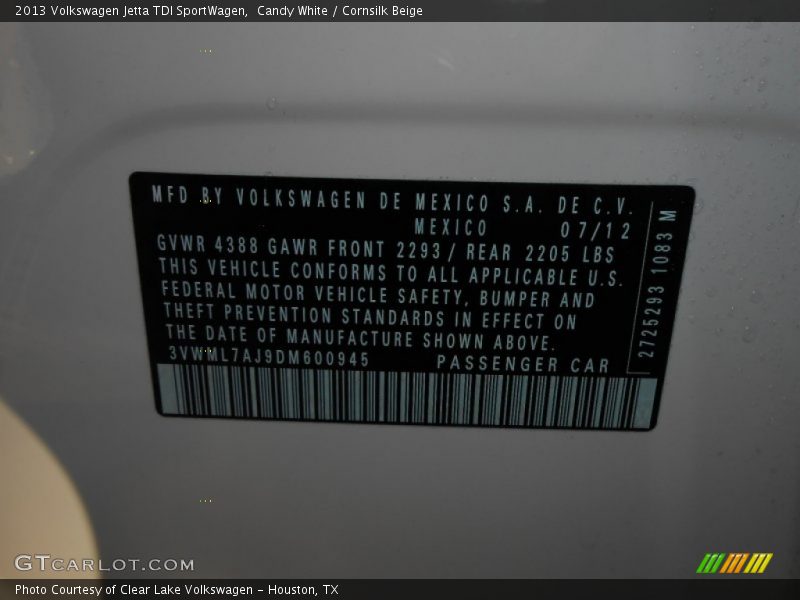 2013 Volkswagen Jetta TDI SportWagen,  Candy White / Cornsilk Beige
MFD BY VOLKSWAGEN DE MEXICO S.A. DE C.V.
MEXICO 07/12
GVWR 4388 GAWR FRONT 2293/ REAR 2205 LBS
THIS VEHICLE CONFORMS TO ALL APPLICABLE U.S.
FEDERAL MOTOR VEHICLE SAFETY, BUMPER AND
THEFT PREVENTION STANDARDS IN EFFECT ON
THE DATE OF MANUFACTURE SHOWN ABOVE.
3VWML7AJ9DM600945 PASSENGER CAR
2725293 1083 M
GTCARLOT.COM
Photo Courtesy of Clear Lake Volkswagen – Houston, TX